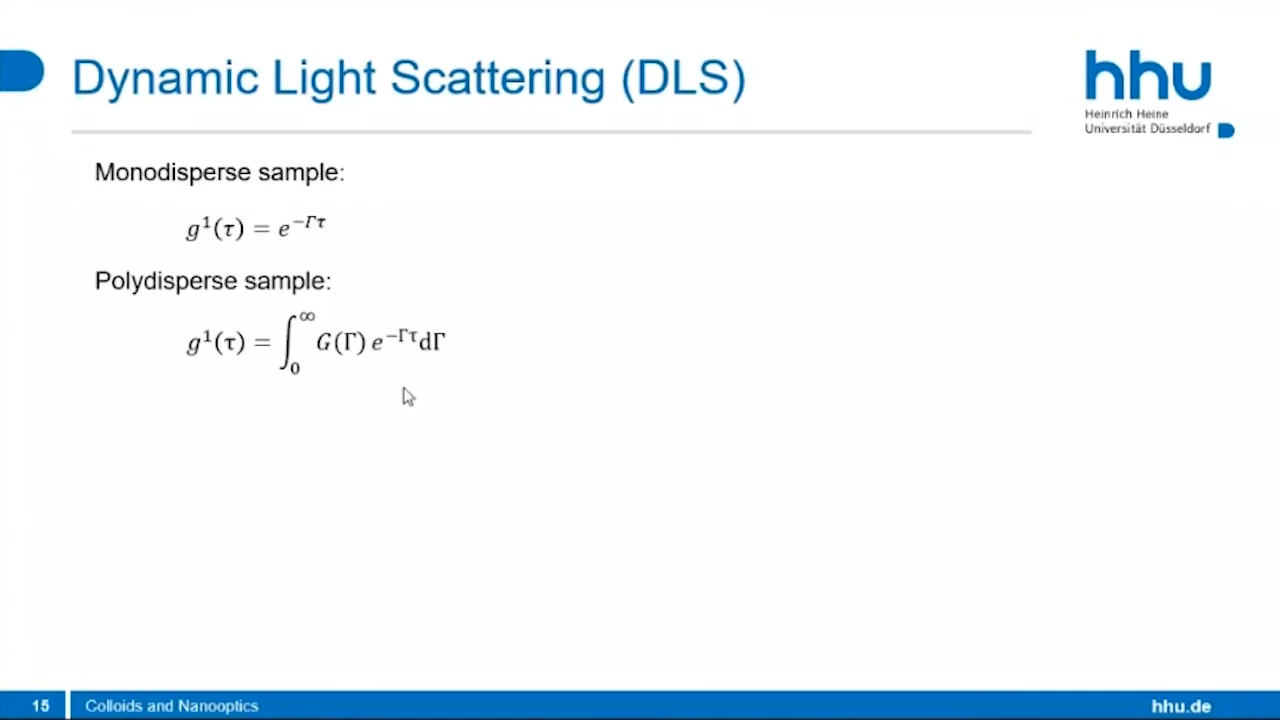 Dynamic Light Scattering (DLS)
hhu
Heinrich Heine
Universität Düsseldorf
Monodisperse sample:
g¹(τ) = e^{−Γτ}
Polydisperse sample:
g¹(τ) = ∫₀^∞ G(Γ) e^{−Γτ}dΓ
15 Colloids and Nanooptics hhu.de